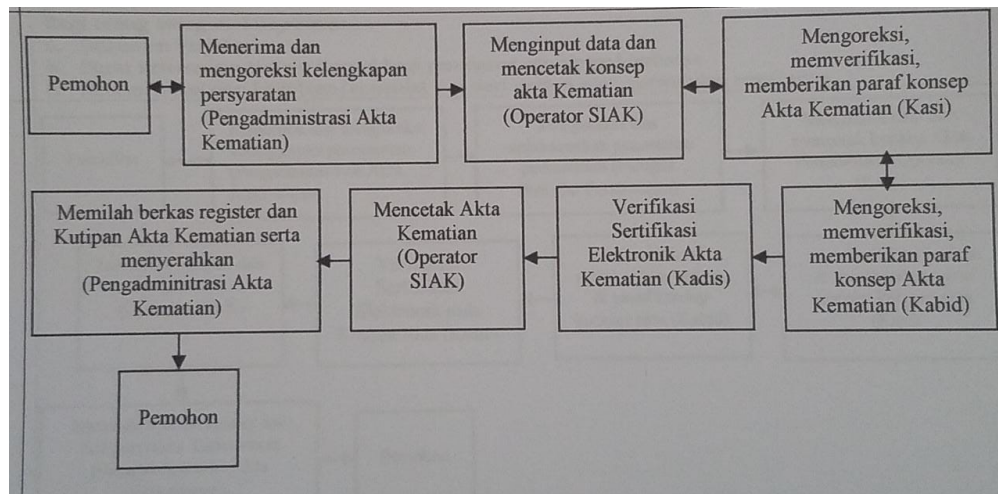 Pemohon
Menerima dan
mengoreksi kelengkapan
persyaratan
(Pengadministrasi Akta
Kematian)
Menginput data dan
mencetak konsep
akta Kematian
(Operator SIAK)
Mengoreksi,
memverifikasi,
memberikan paraf konsep
Akta Kematian (Kasi)
Mengoreksi,
memverifikasi,
memberikan paraf
konsep Akta
Kematian (Kabid)
Verifikasi
Sertifikasi
Elektronik Akta
Kematian (Kadis)
Mencetak Akta
Kematian
(Operator
SIAK)
Memilah berkas register dan
Kutipan Akta Kematian serta
menyerahkan
(Pengadminitrasi Akta
Kematian)
Pemohon